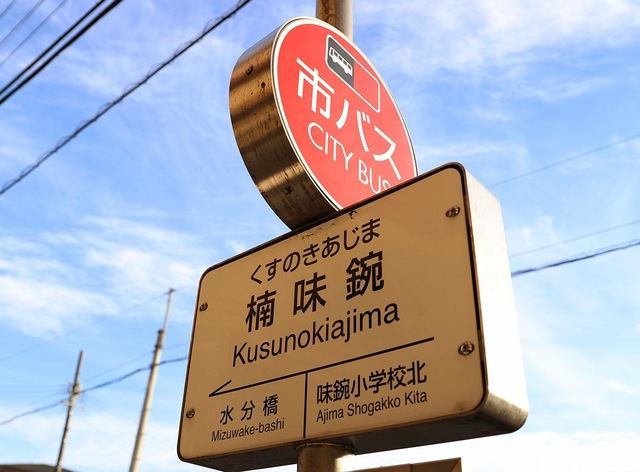 市バス
CITY BUS
くすのきあじま
楠味鋺
Kusunokiajima
水分橋
Mizuwake-bashi
味鋺小学校北
Ajima Shogakko Kita